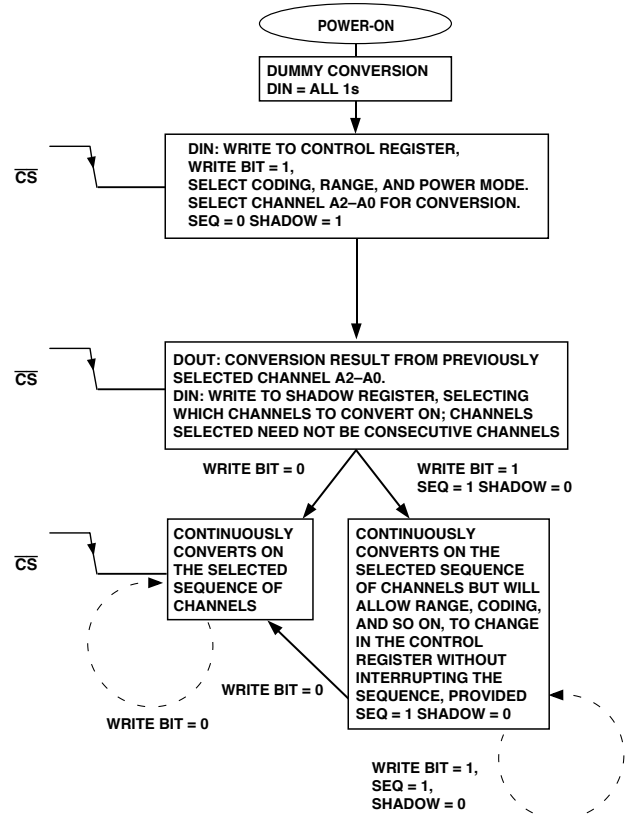 POWER-ON
DUMMY CONVERSION
DIN = ALL 1s
CS
DIN: WRITE TO CONTROL REGISTER,
WRITE BIT = 1,
SELECT CODING, RANGE, AND POWER MODE.
SELECT CHANNEL A2–A0 FOR CONVERSION.
SEQ = 0 SHADOW = 1
CS
DOUT: CONVERSION RESULT FROM PREVIOUSLY
SELECTED CHANNEL A2–A0.
DIN: WRITE TO SHADOW REGISTER, SELECTING
WHICH CHANNELS TO CONVERT ON; CHANNELS
SELECTED NEED NOT BE CONSECUTIVE CHANNELS
WRITE BIT = 0
WRITE BIT = 1
SEQ = 1 SHADOW = 0
CS
CONTINUOUSLY
CONVERTS ON
THE SELECTED
SEQUENCE OF
CHANNELS
CONTINUOUSLY
CONVERTS ON THE
SELECTED SEQUENCE
OF CHANNELS BUT WILL
ALLOW RANGE, CODING,
AND SO ON, TO CHANGE
IN THE CONTROL
REGISTER WITHOUT
INTERRUPTING THE
SEQUENCE, PROVIDED
SEQ = 1 SHADOW = 0
WRITE BIT = 0
WRITE BIT = 0
WRITE BIT = 1,
SEQ = 1,
SHADOW = 0